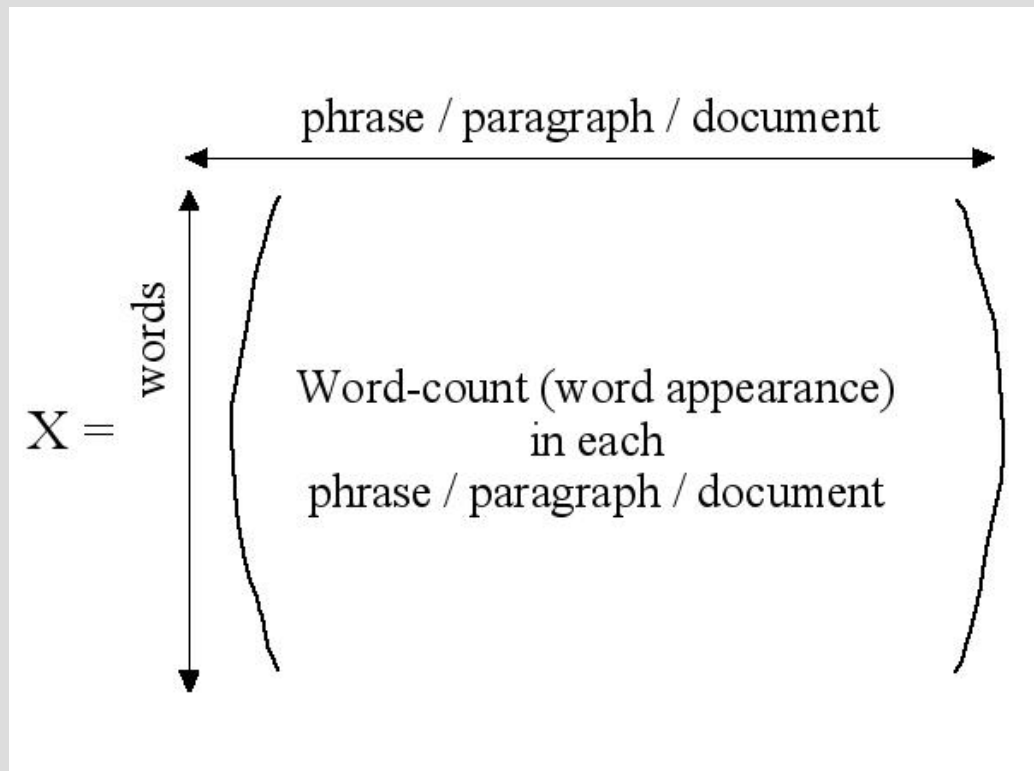 phrase / paragraph / document
words
X =
Word-count (word appearance)
in each
phrase / paragraph / document